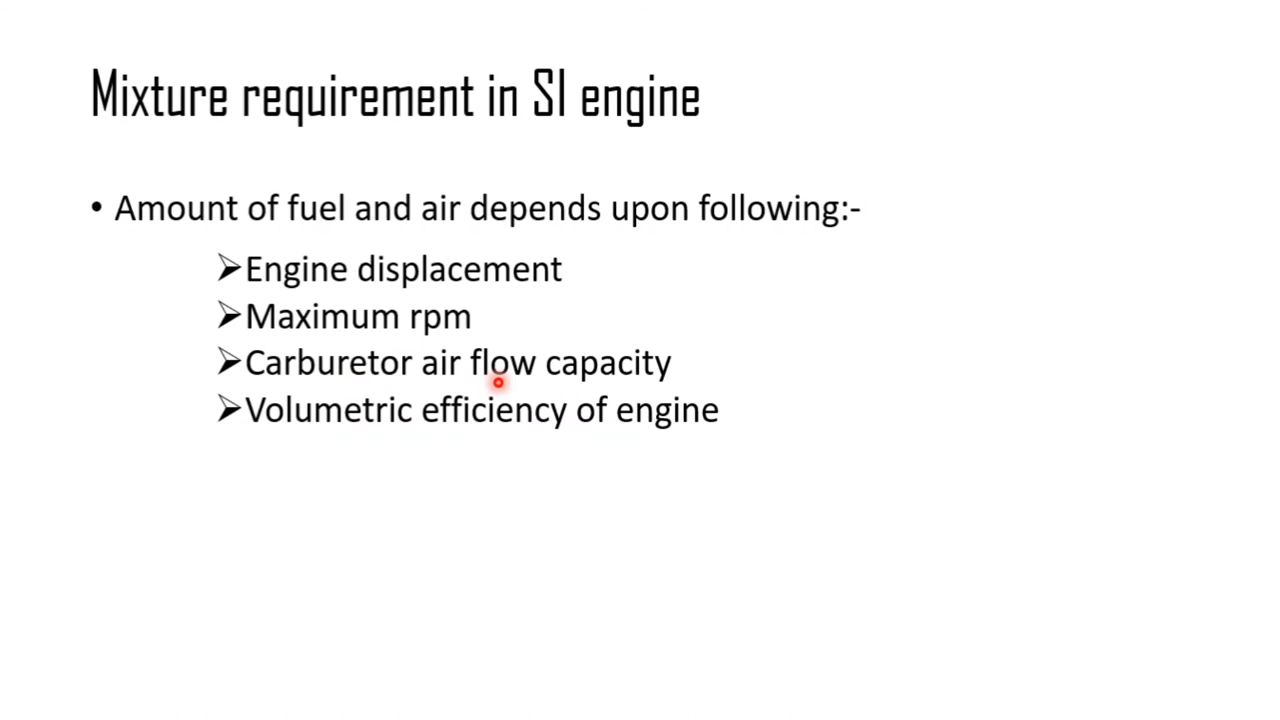 Mixture requirement in SI engine
• Amount of fuel and air depends upon following:-
➢Engine displacement
➢Maximum rpm
➢Carburetor air flow capacity
➢Volumetric efficiency of engine